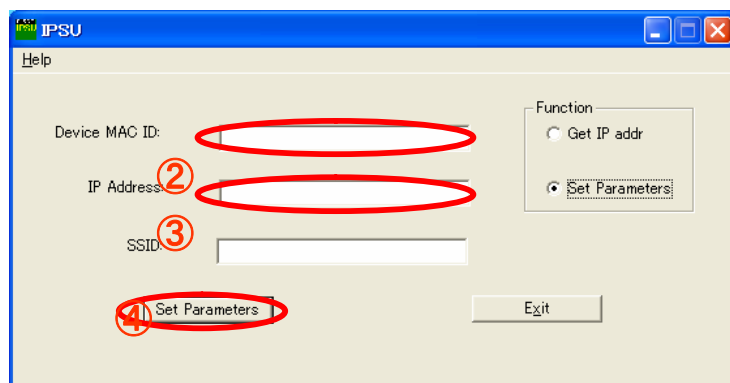 IPSU
Help
Function
Device MAC ID:
Get IP addr
②
IP Address:
Set Parameters
③
SSID:
④
Set Parameters
Exit